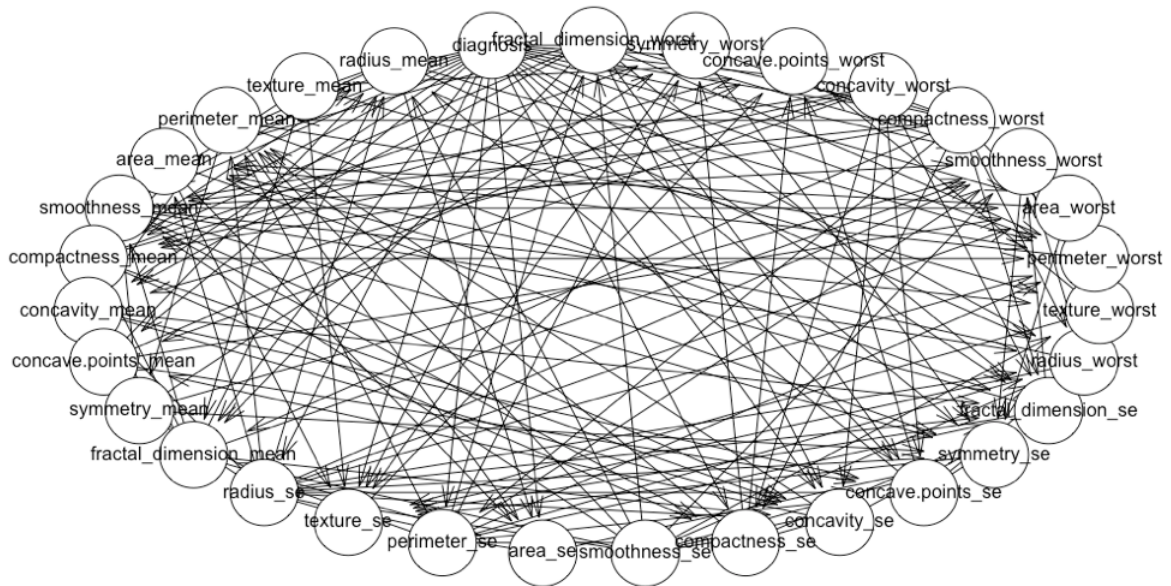 diagnosis
fractal_dimension_worst
symmetry_worst
radius_mean
concave.points_worst
texture_mean
concavity_worst
perimeter_mean
compactness_worst
area_mean
smoothness_worst
smoothness_mean
area_worst
compactness_mean
perimeter_worst
concavity_mean
texture_worst
concave.points_mean
radius_worst
symmetry_mean
fractal_dimension_se
fractal_dimension_mean
symmetry_se
radius_se
concave.points_se
texture_se
concavity_se
perimeter_se
area_se
smoothness_se
compactness_se